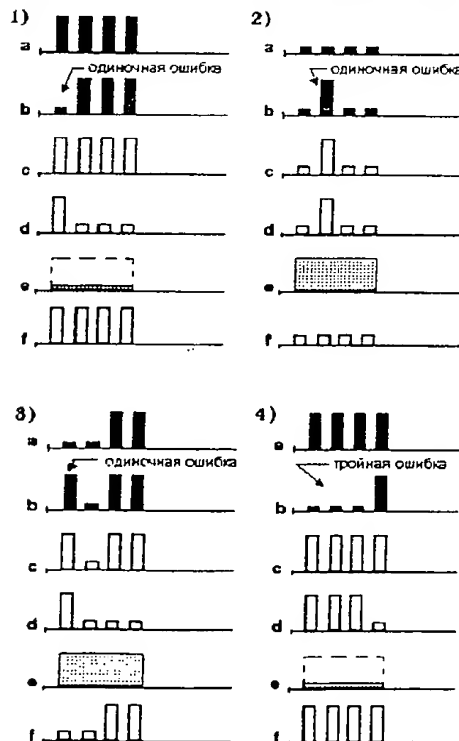 1)
a
одиночная ошибка
b
c
d
e
f
2)
a
одиночная ошибка
b
c
d
e
f
3)
a
одиночная ошибка
b
c
d
e
f
4)
a
тройная ошибка
b
c
d
e
f